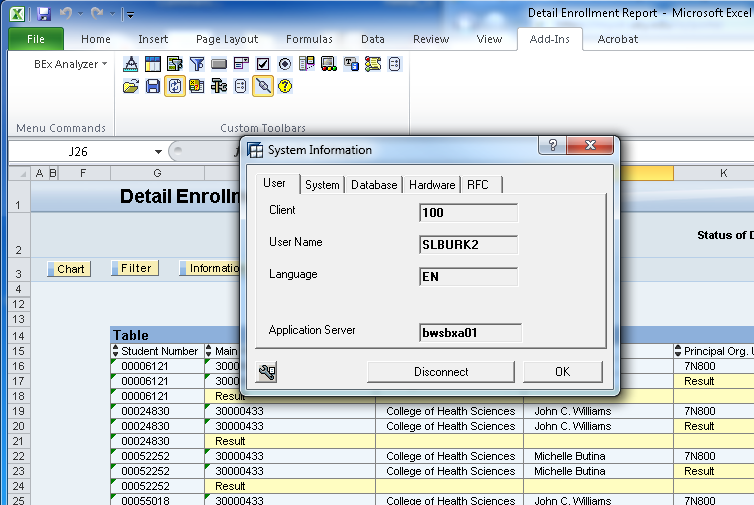 Detail Enrollment Report - Microsoft Excel
File Home Insert Page Layout Formulas Data Review View Add-Ins Acrobat
BEx Analyzer
Menu Commands Custom Toolbars
J26
System Information
A B F G K
User System Database Hardware RFC
1 Detail Enrollm
Client 100
User Name SLBURK2
2 Status of D
3 Chart Filter Informatio
Language EN
4
12
13
Application Server bwsbxa01
14 Table
15 Student Number Main Principal Org. U
16 00006121 3000 7N800
Disconnect OK
17 00006121 3000 Result
18 00006121 Result
19 00024830 30000433 College of Health Sciences John C. Williams 7N800
20 00024830 30000433 College of Health Sciences John C. Williams Result
21 00024830 Result
22 00052252 30000433 College of Health Sciences Michelle Butina 7N800
23 00052252 30000433 College of Health Sciences Michelle Butina Result
24 00052252 Result
25 00055018 30000433 College of Health Sciences John C. Williams 7N800